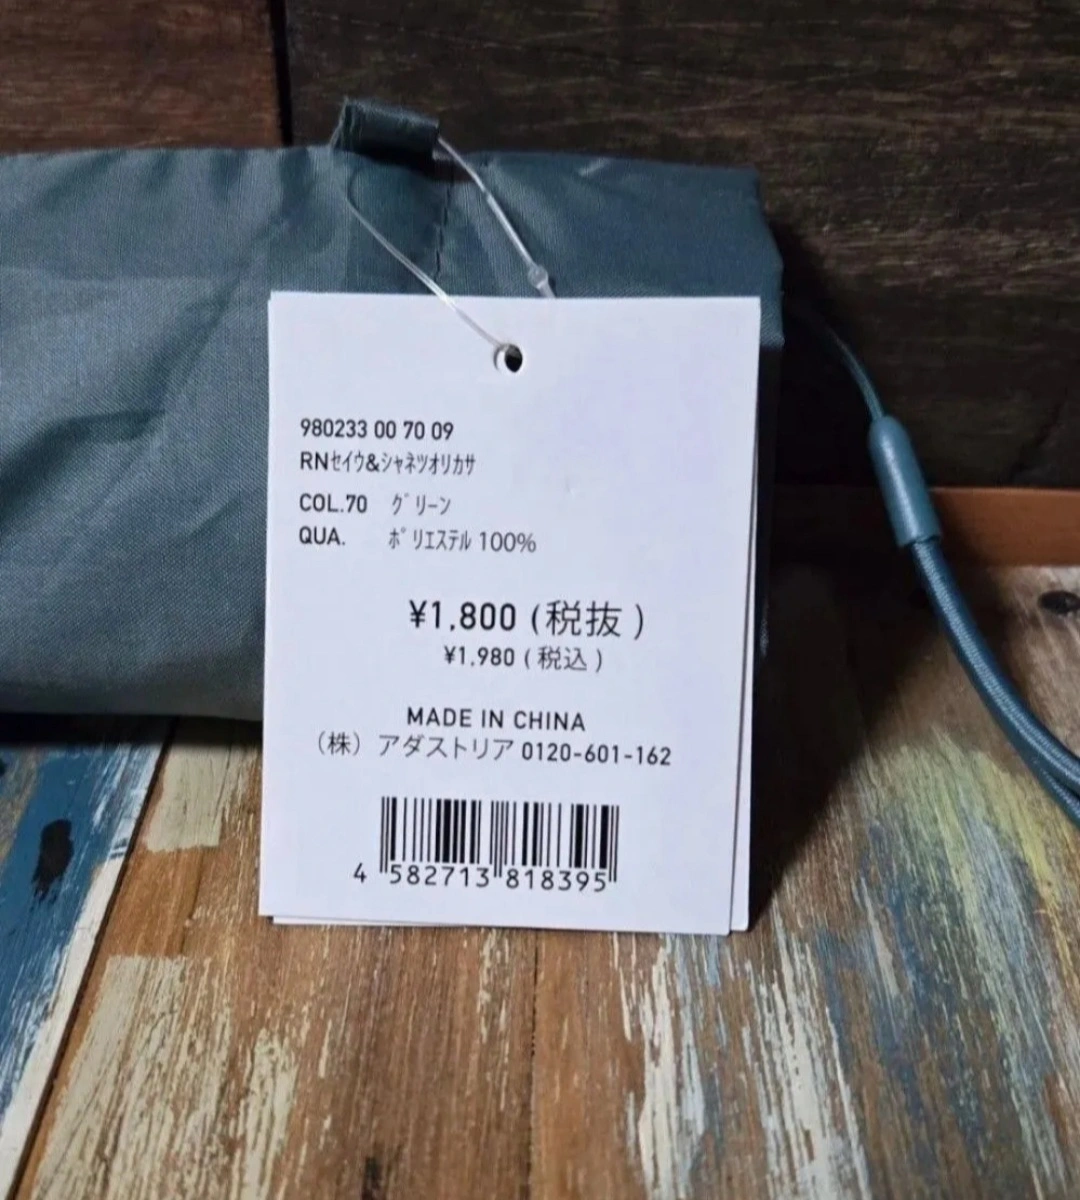 980233 00 70 09
RNｾｲｳ&ｼｬﾈﾂｵﾘｶｻ
COL.70 ｸﾞﾘｰﾝ
QUA. ﾎﾟﾘｴｽﾃﾙ 100%
¥1,800 (税抜)
¥1,980 (税込)
MADE IN CHINA
（株）アダストリア 0120-601-162
4 582713 818395